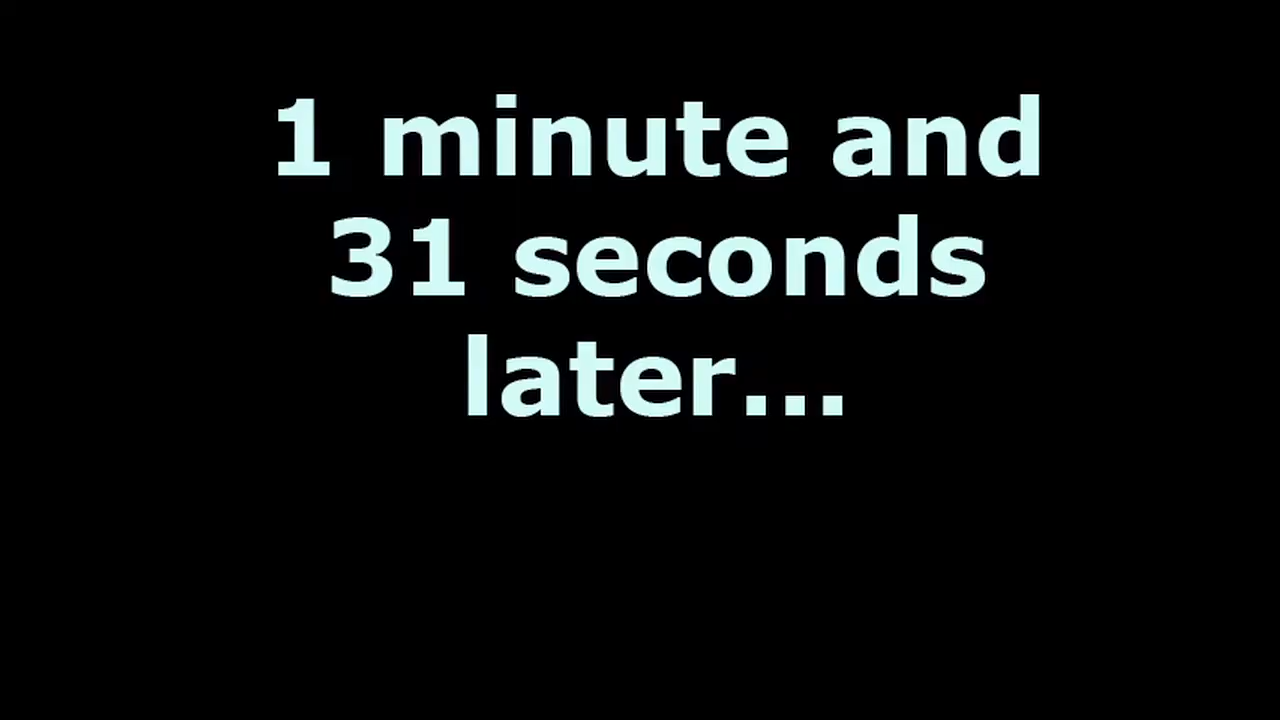 1 minute and
31 seconds
later...